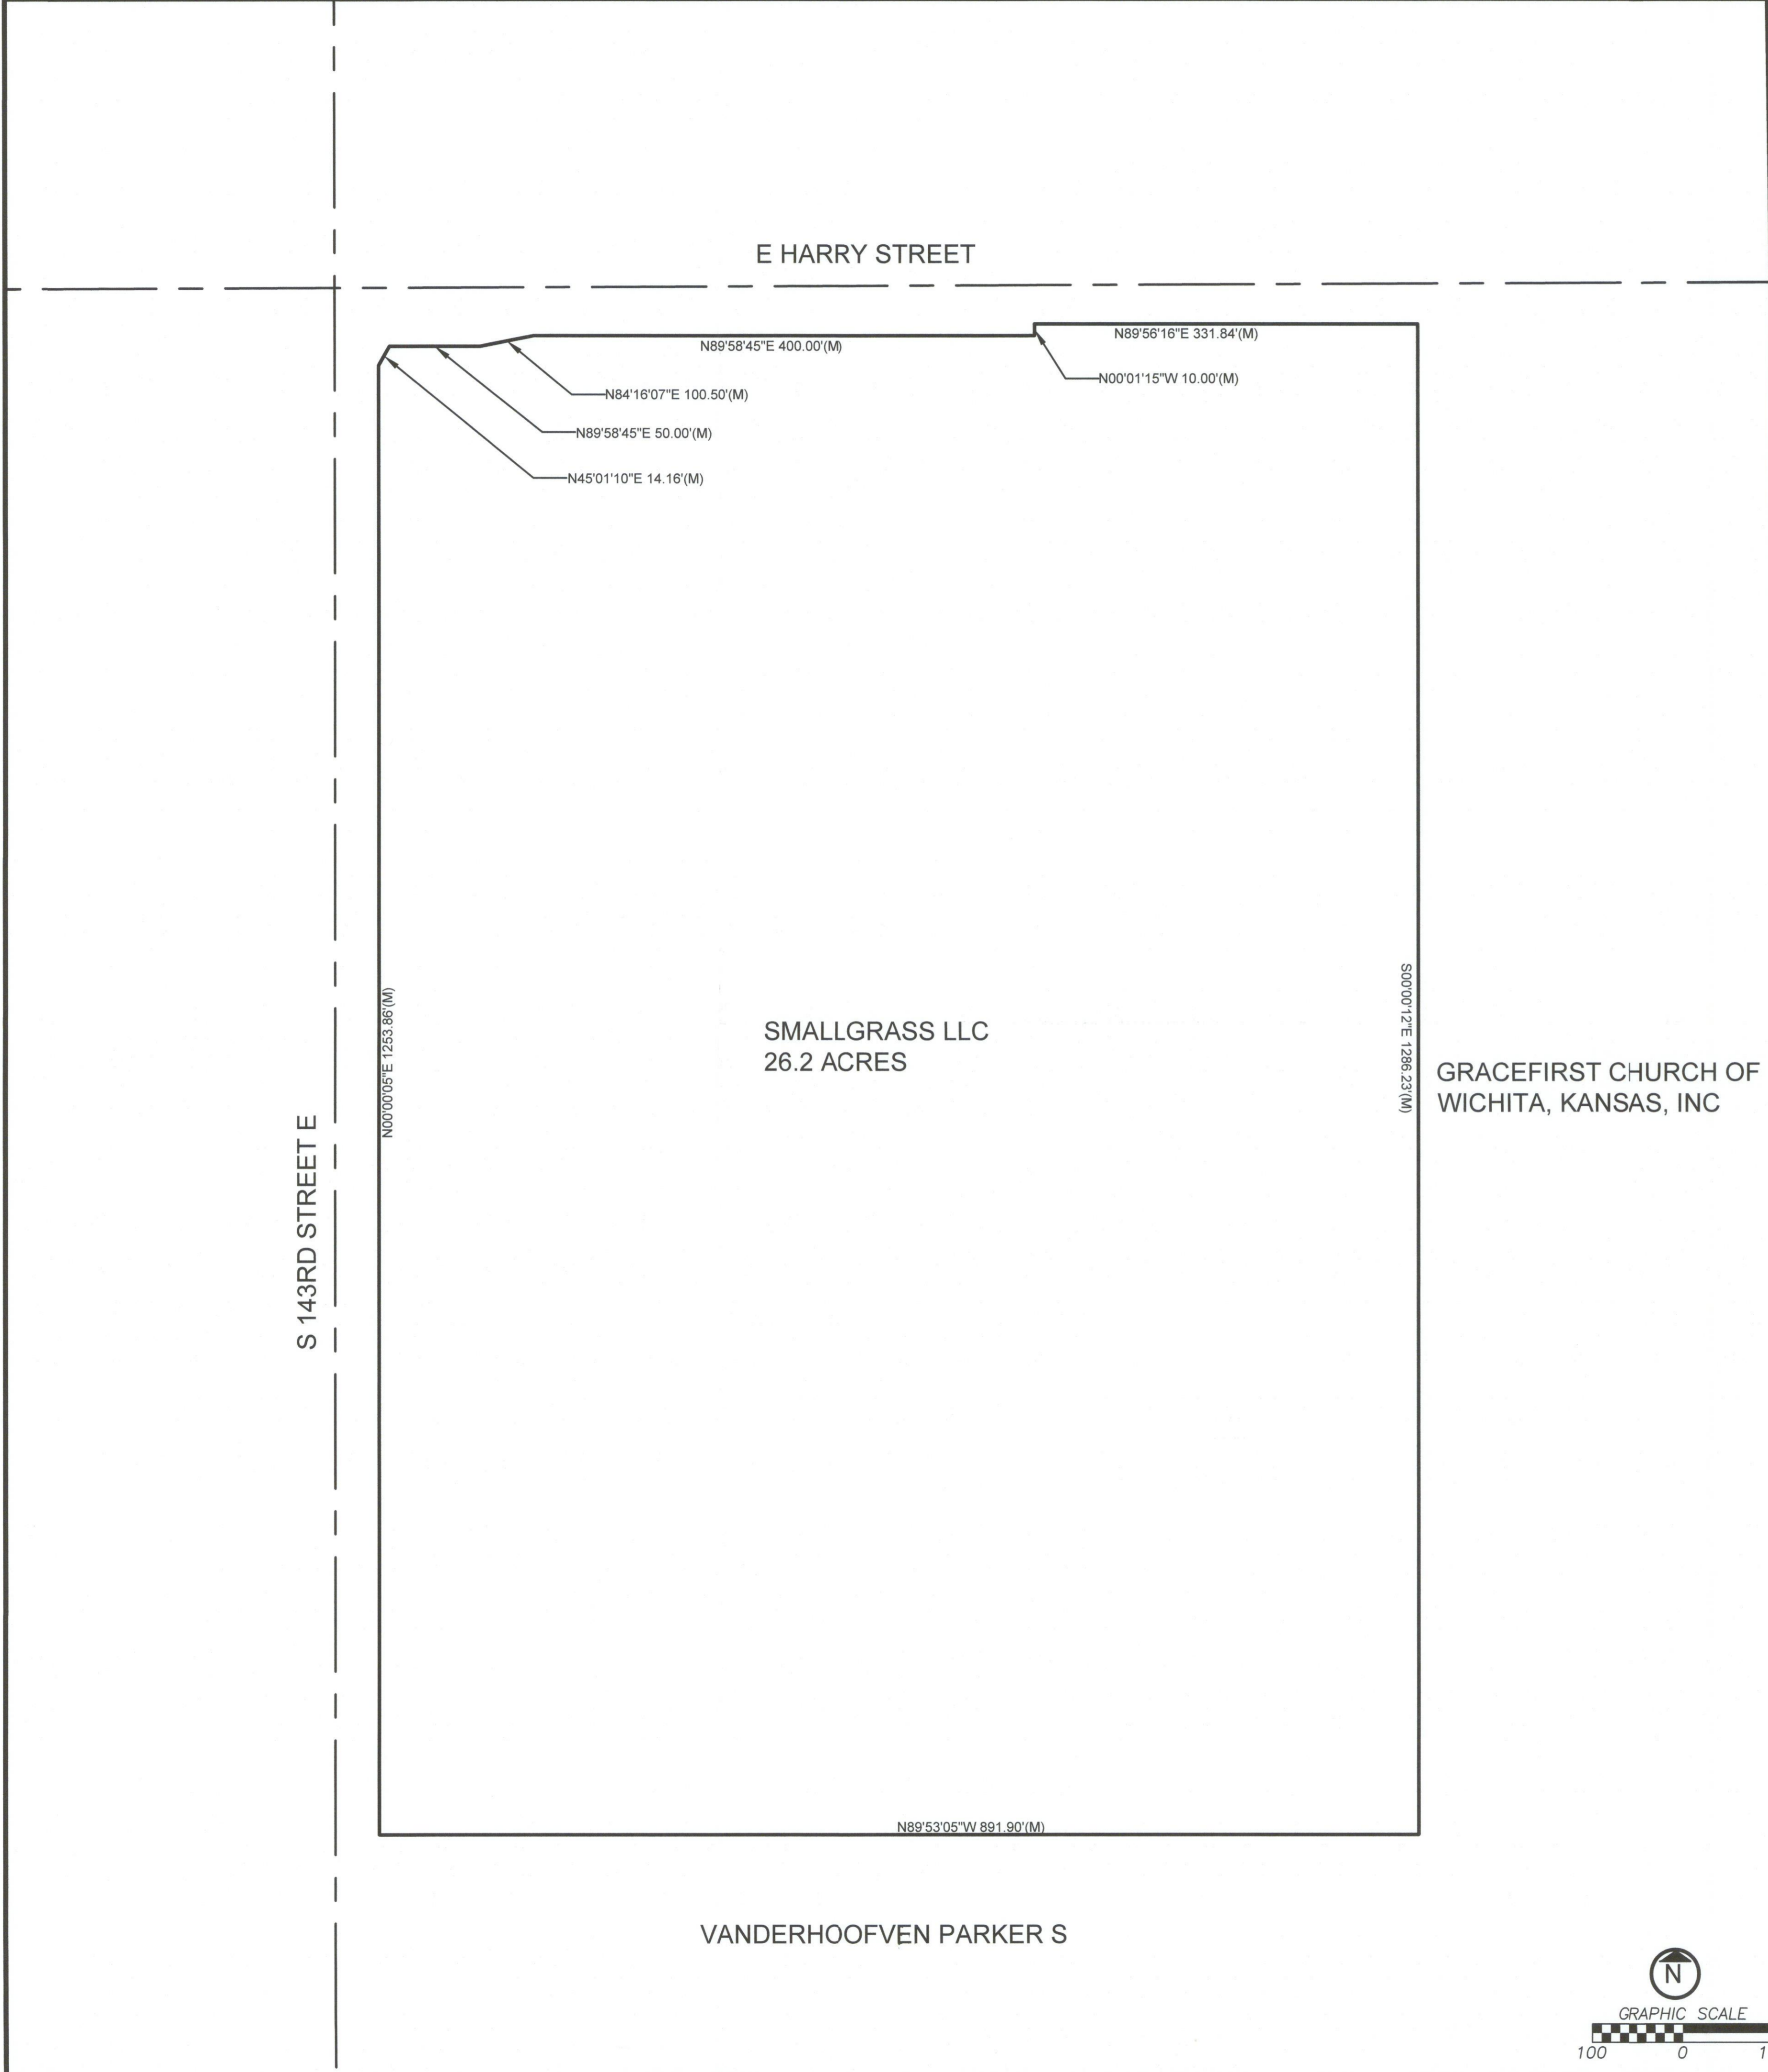 E HARRY STREET
N89'58'45"E 400.00'(M)
N89'56'16"E 331.84'(M)
N00'01'15"W 10.00'(M)
N84'16'07"E 100.50'(M)
N89'58'45"E 50.00'(M)
N45'01'10"E 14.16'(M)
N00'00'05"E 1253.86'(M)
S00'00'12"E 1286.23'(M)
SMALLGRASS LLC
26.2 ACRES
GRACEFIRST CHURCH OF
WICHITA, KANSAS, INC
S 143RD STREET E
N89'53'05"W 891.90'(M)
VANDERHOOFVEN PARKER S
N
GRAPHIC SCALE
100 0 1